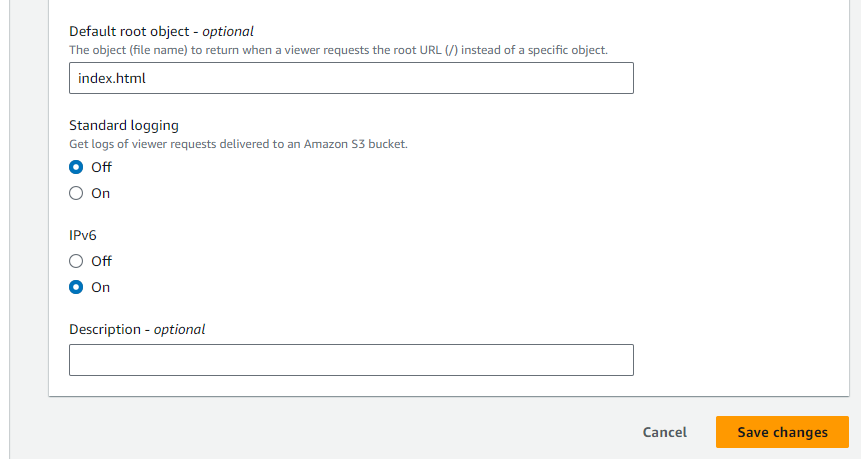 Default root object - optional
The object (file name) to return when a viewer requests the root URL (/) instead of a specific object.
index.html
Standard logging
Get logs of viewer requests delivered to an Amazon S3 bucket.
Off
On
IPv6
Off
On
Description - optional
Cancel
Save changes